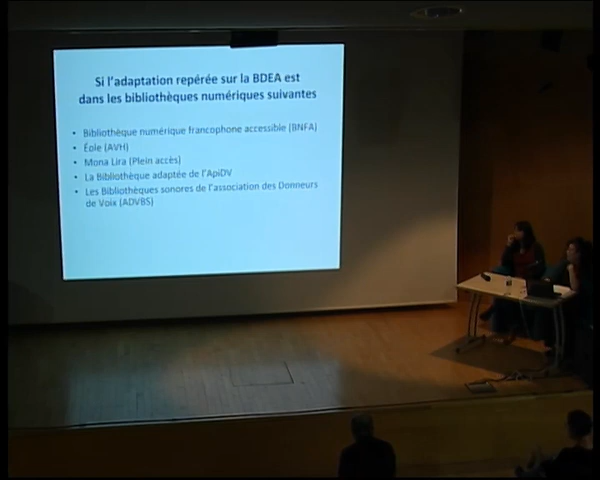 Si l'adaptation repérée sur la BDEA est
dans les bibliothèques numériques suivantes
• Bibliothèque numérique francophone accessible (BNFA)
• Éole (AVH)
• Mona Lira (Plein accès)
• La Bibliothèque adaptée de l'ApiDV
• Les Bibliothèques sonores de l'association des Donneurs
de Voix (ADVBS)